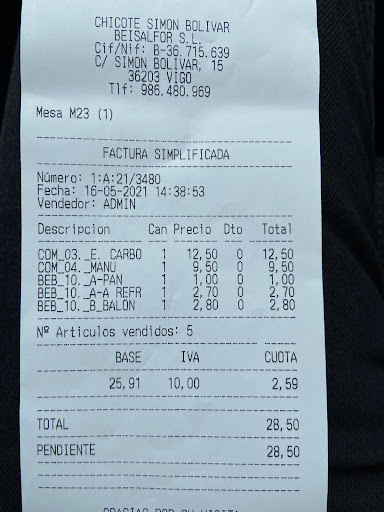 CHICOTE SIMON BOLIVAR
BEISALFOR S.L.
Cif/Nif: B-36.715.639
C/ SIMON BOLIVAR, 15
36203 VIGO
Tlf: 986.480.969
Mesa M23 (1)
FACTURA SIMPLIFICADA
Número: 1:A:21/3480
Fecha: 16-05-2021 14:38:53
Vendedor: ADMIN
Descripcion Can Precio Dto Total
COM_03._E. CARBO 1 12,50 0 12,50
COM_04._MANU 1 9,50 0 9,50
BEB_10._A-PAN 1 1,00 0 1,00
BEB_10._A-A REFR 1 2,70 0 2,70
BEB_10._B_BALON 1 2,80 0 2,80
Nº Articulos vendidos: 5
BASE IVA CUOTA
25,91 10,00 2,59
TOTAL 28,50
PENDIENTE 28,50
GRACIAS POR SU VISITA